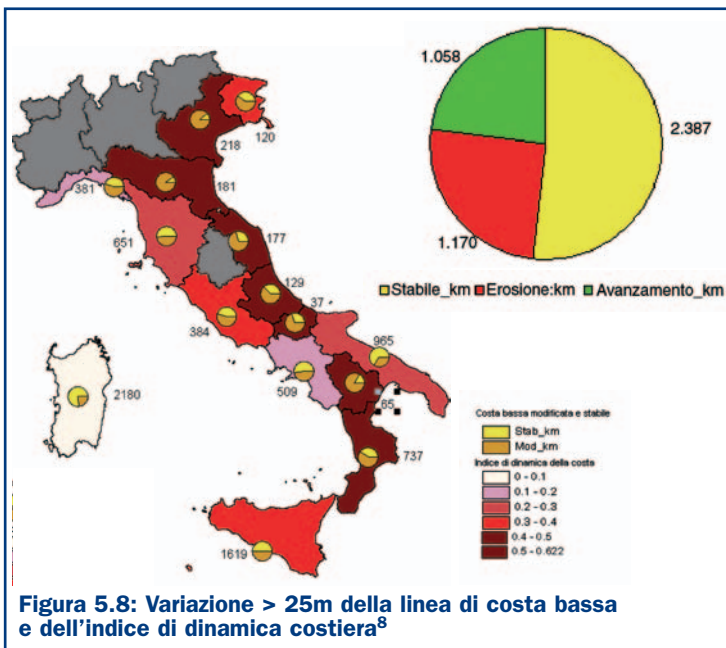 1.058
2.387
1.170
Stabile_km Erosione:km Avanzamento_km
120
218
381
181
651
177
129
37
384
965
509
65
2180
737
1619
Costa bassa modificata e stabile
Stab_km
Mod_km
Indice di dinamica della costa
0 - 0.1
0.1 - 0.2
0.2 - 0.3
0.3 - 0.4
0.4 - 0.5
0.5 - 0.622
Figura 5.8: Variazione > 25m della linea di costa bassa
e dell'indice di dinamica costiera8